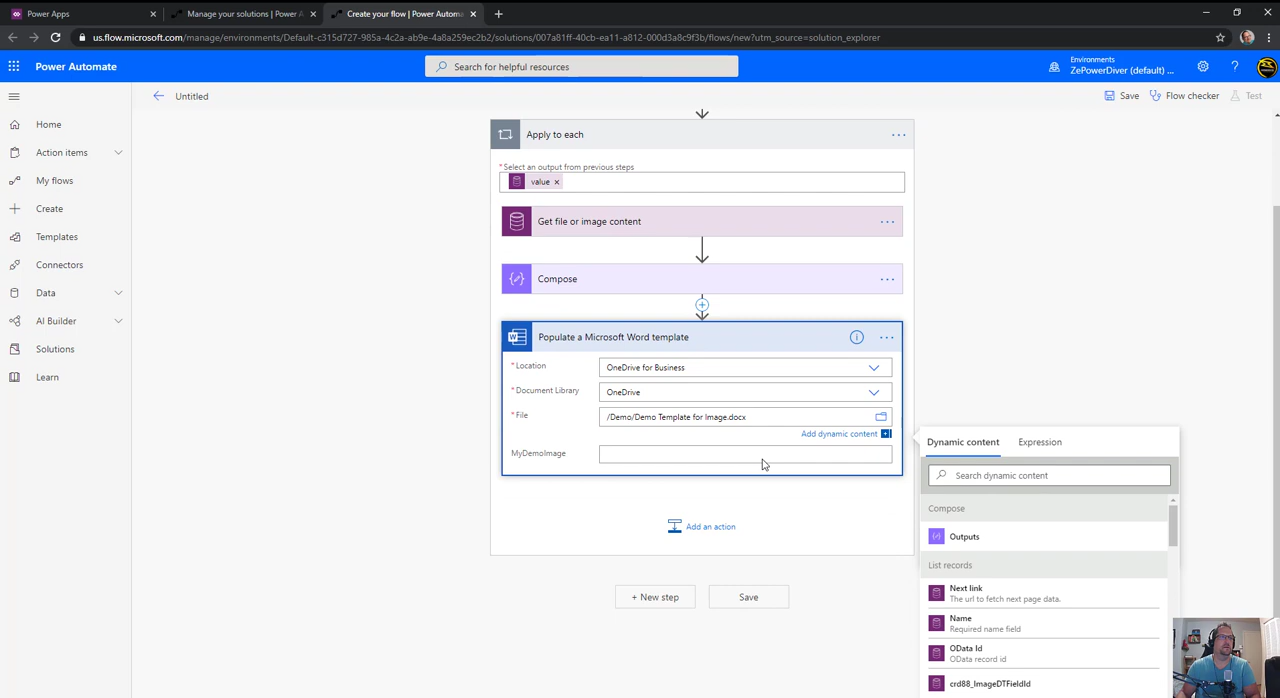 Power Apps
Manage your solutions | Power A
Create your flow | Power Automa
us.flow.microsoft.com/manage/environments/Default-c315d727-985a-4c2a-ab9e-4a8a259ec2b2/solutions/007a81ff-40cb-ea11-a812-000d3a8c9f3b/flows/new?utm_source=solution_explorer
Power Automate
Search for helpful resources
Environments
ZePowerDiver (default) ...
Untitled
Save
Flow checker
Test
Home
Action items
My flows
Create
Templates
Connectors
Data
AI Builder
Solutions
Learn
Apply to each
* Select an output from previous steps
value
Get file or image content
Compose
Populate a Microsoft Word template
* Location
OneDrive for Business
* Document Library
OneDrive
* File
/Demo/Demo Template for Image.docx
Add dynamic content
MyDemoImage
Add an action
+ New step
Save
Dynamic content
Expression
Search dynamic content
Compose
Outputs
List records
Next link
The url to fetch next page data.
Name
Required name field
OData Id
OData record id
crd88_ImageDTFieldId